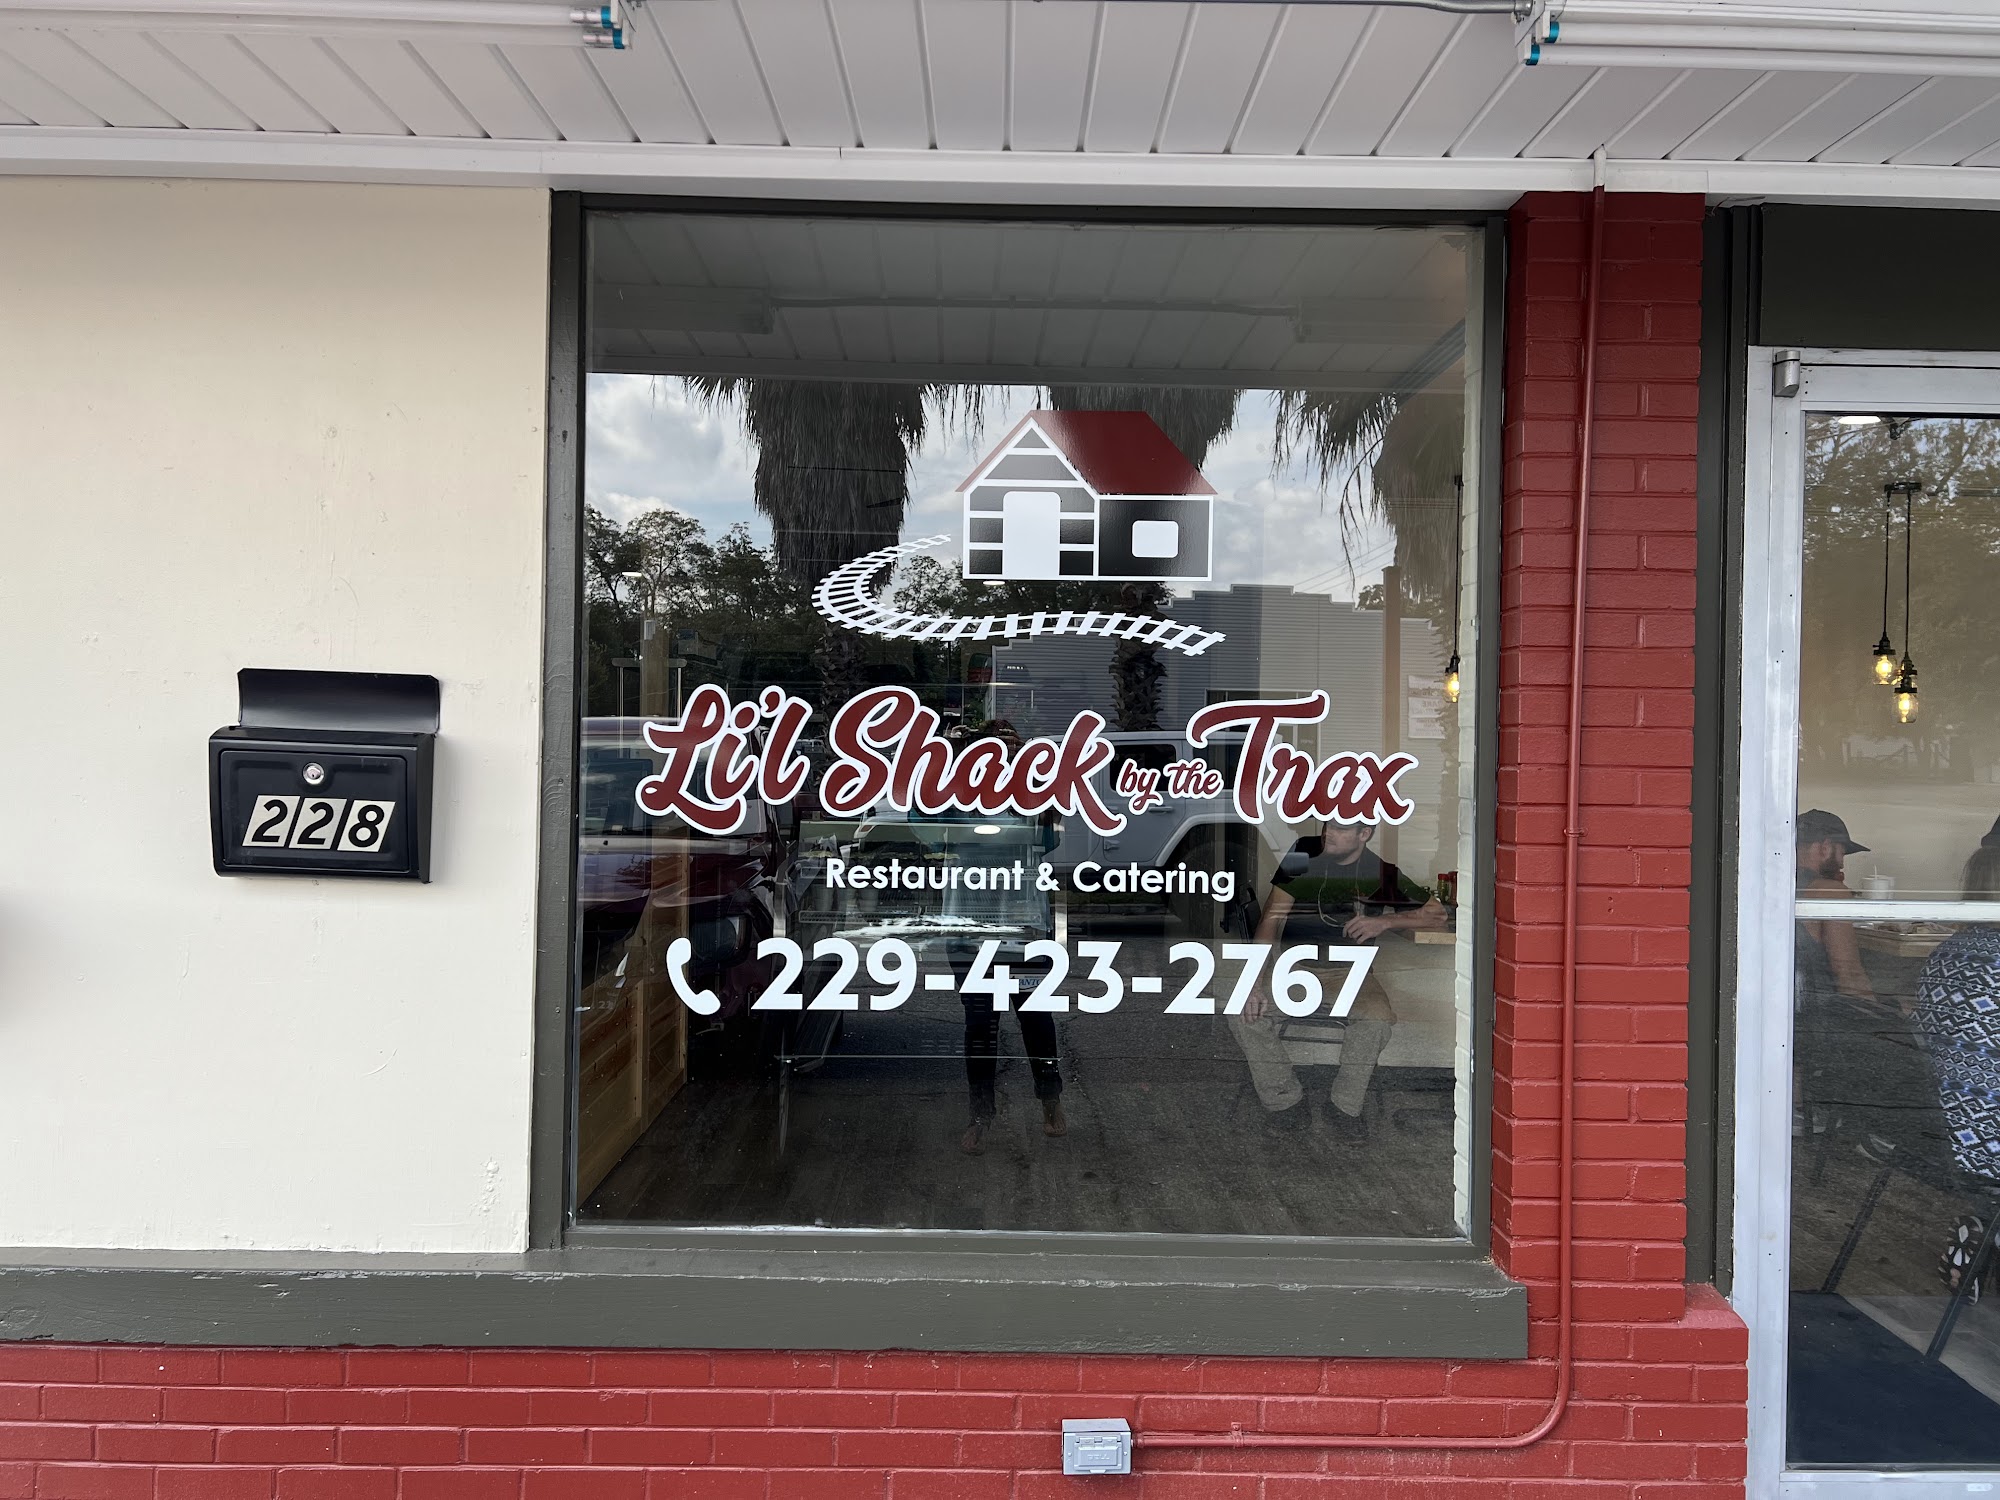 228
Li'l Shack by the Trax
Restaurant & Catering
229-423-2767